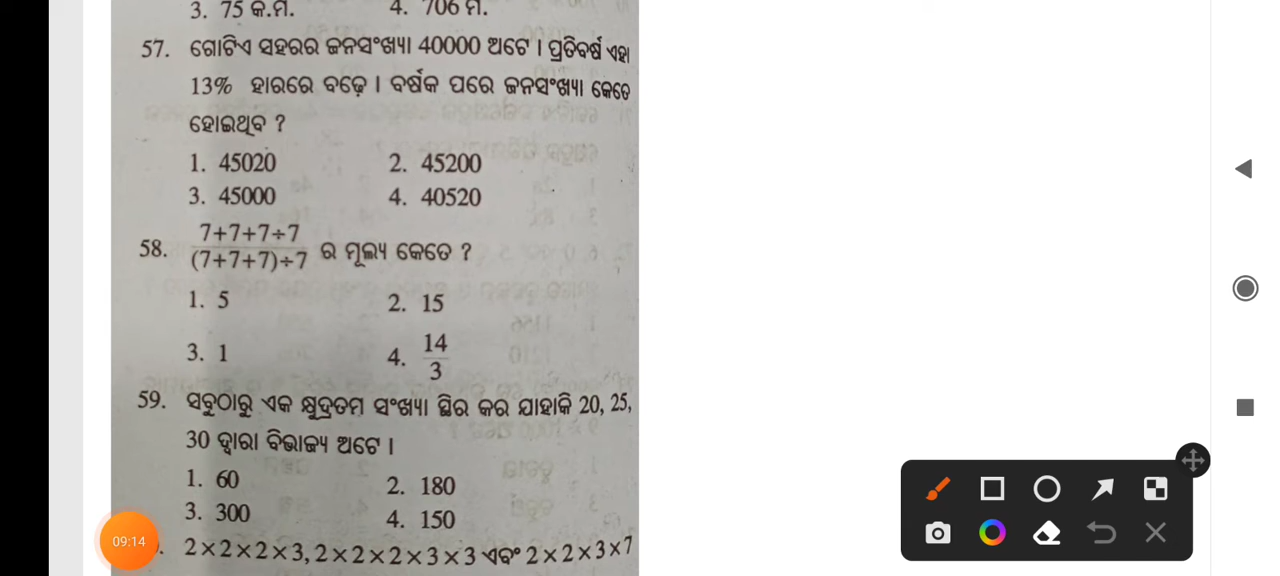 3. 75 କି.ମି. 4. 706 ମି.
57. ଗୋଟିଏ ସହରର ଜନସଂଖ୍ୟା 40000 ଅଟେ । ପ୍ରତିବର୍ଷ ଏହା
13% ହାରରେ ବଢ଼େ । ବର୍ଷକ ପରେ ଜନସଂଖ୍ୟା କେତେ
ହୋଇଥିବ ?
1. 45020 2. 45200
3. 45000 4. 40520
58. \frac{7+7+7÷7}{(7+7+7)÷7} ର ମୂଲ୍ୟ କେତେ ?
1. 5 2. 15
3. 1 4. \frac{14}{3}
59. ସବୁଠାରୁ ଏକ କ୍ଷୁଦ୍ରତମ ସଂଖ୍ୟା ସ୍ଥିର କର ଯାହାକି 20, 25,
30 ଦ୍ୱାରା ବିଭାଜ୍ୟ ଅଟେ ।
1. 60 2. 180
3. 300 4. 150
2×2×2×3, 2×2×2×3×3 ଏବଂ 2×2×3×7
09:14